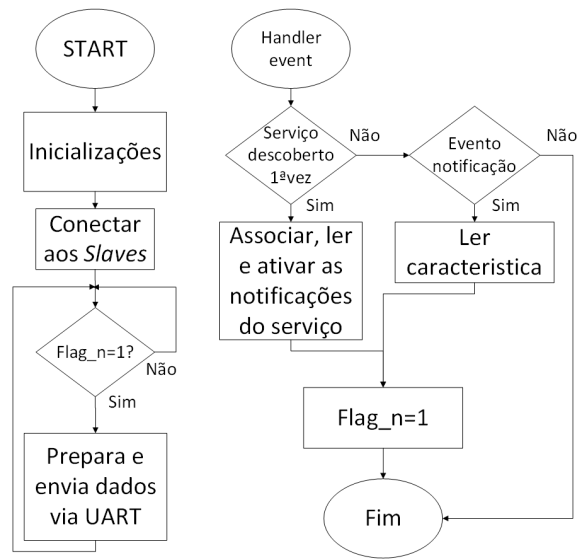 START
Inicializações
Conectar
aos Slaves
Flag_n=1?
Não
Sim
Prepara e
envia dados
via UART
Handler
event
Serviço
descoberto
1ªvez
Não
Sim
Evento
notificação
Não
Sim
Associar, ler
e ativar as
notificações
do serviço
Ler
caracteristica
Flag_n=1
Fim